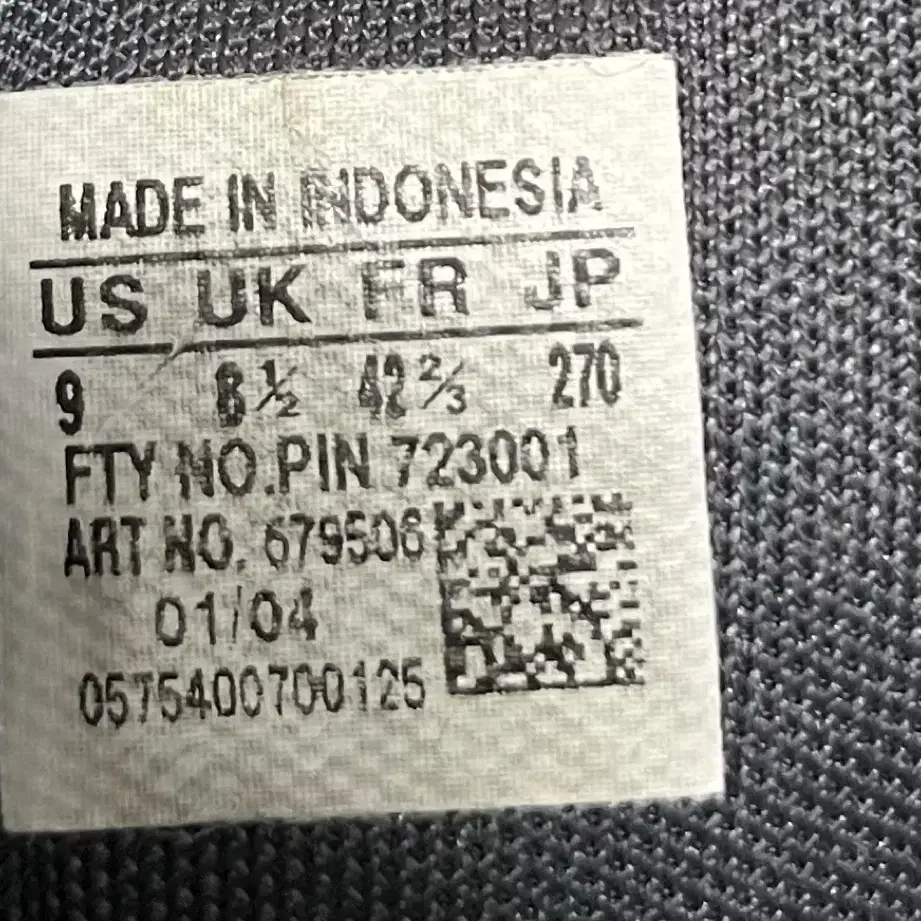 MADE IN INDONESIA
US UK FR JP
9 8½ 42⅔ 270
FTY NO.PIN 723001
ART NO. 679506
01/04
0575400700125